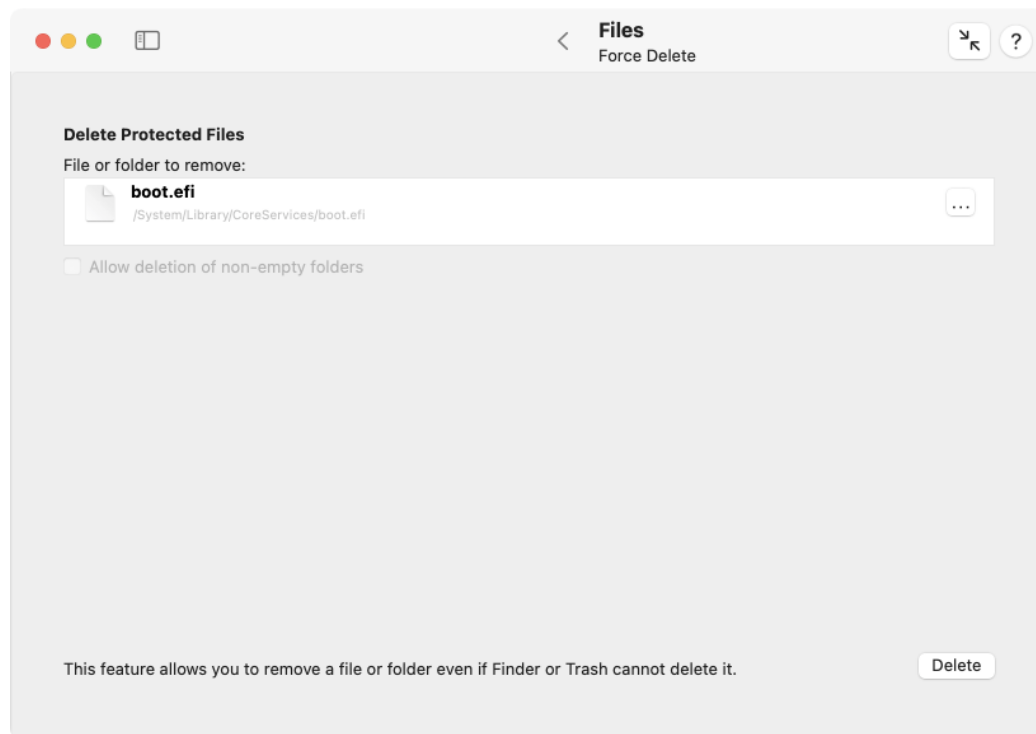 Files
Force Delete
?
Delete Protected Files
File or folder to remove:
boot.efi
/System/Library/CoreServices/boot.efi
...
Allow deletion of non-empty folders
This feature allows you to remove a file or folder even if Finder or Trash cannot delete it.
Delete